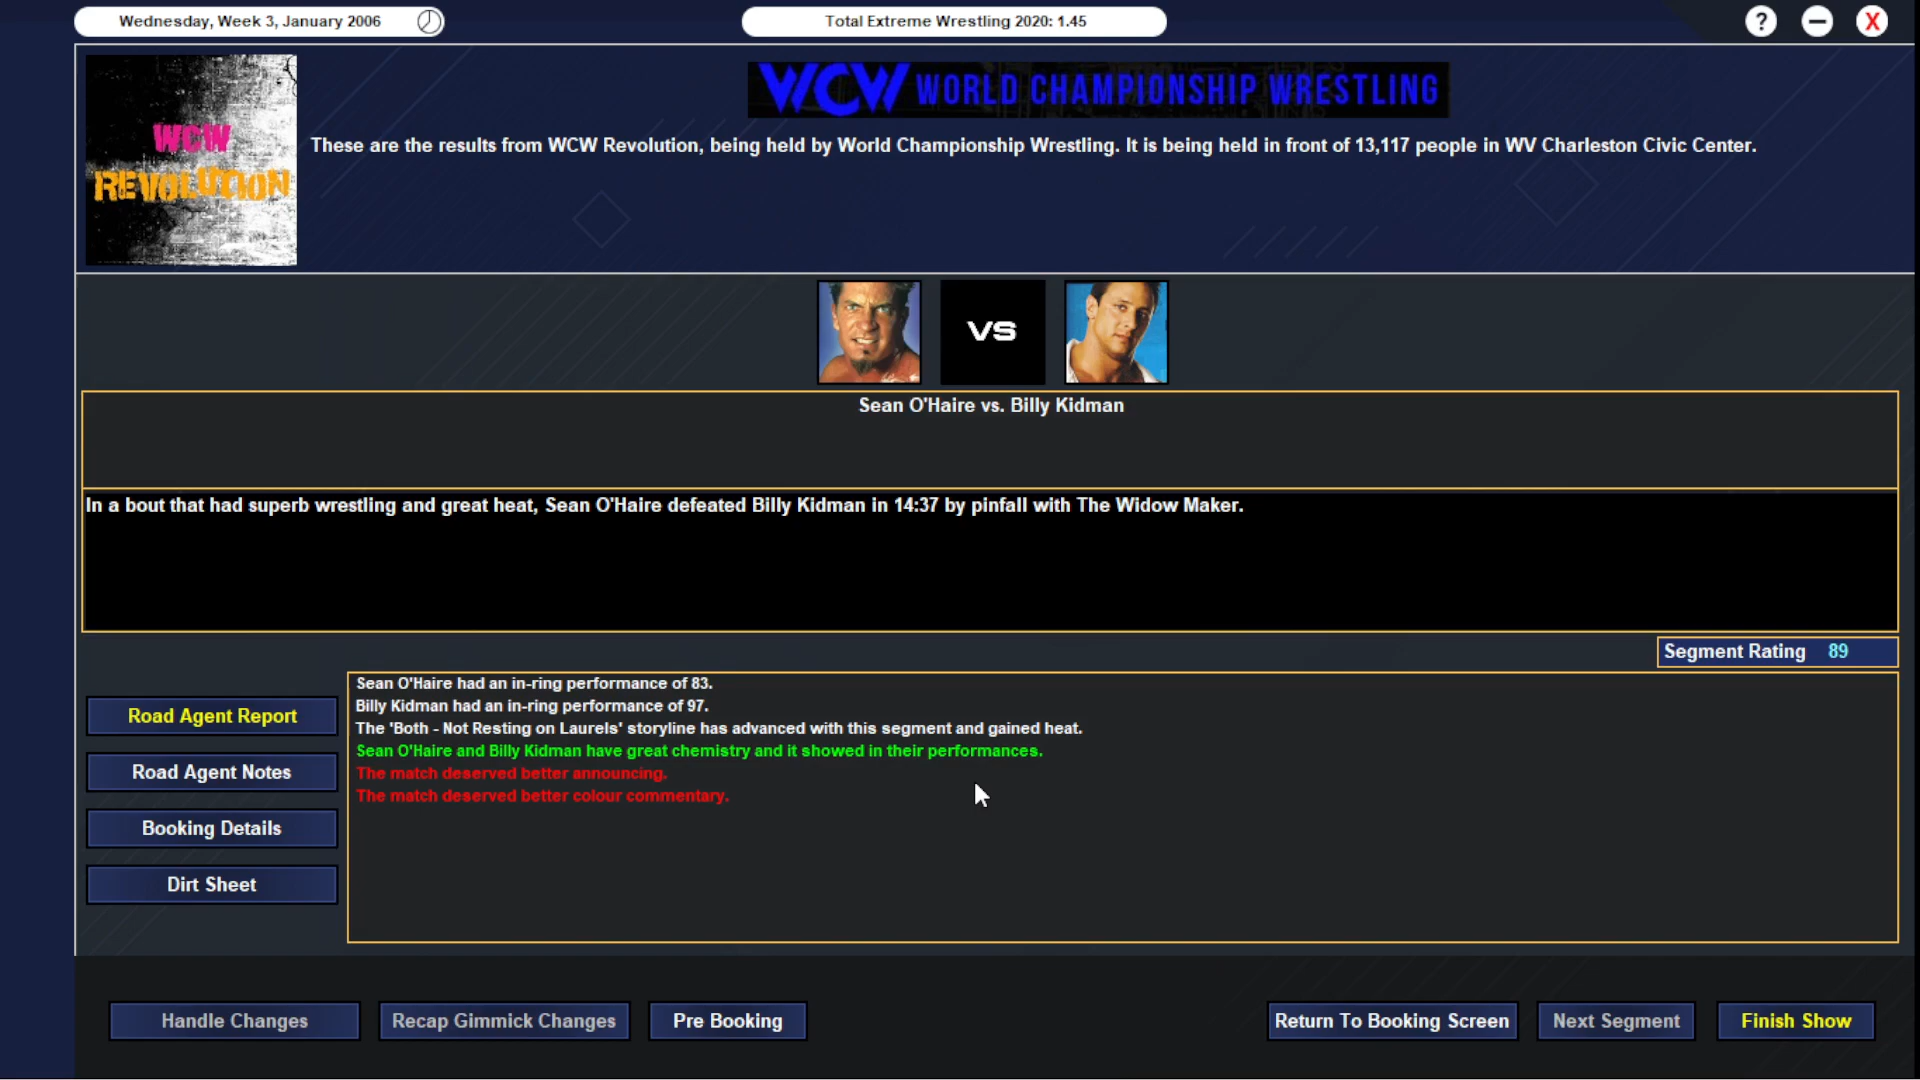 Wednesday, Week 3, January 2006
Total Extreme Wrestling 2020: 1.45
?
X
WCW WORLD CHAMPIONSHIP WRESTLING
WCW
REVOLUTION
These are the results from WCW Revolution, being held by World Championship Wrestling. It is being held in front of 13,117 people in WV Charleston Civic Center.
VS
Sean O'Haire vs. Billy Kidman
In a bout that had superb wrestling and great heat, Sean O'Haire defeated Billy Kidman in 14:37 by pinfall with The Widow Maker.
Segment Rating 89
Road Agent Report
Road Agent Notes
Booking Details
Dirt Sheet
Sean O'Haire had an in-ring performance of 83.
Billy Kidman had an in-ring performance of 97.
The 'Both - Not Resting on Laurels' storyline has advanced with this segment and gained heat.
Sean O'Haire and Billy Kidman have great chemistry and it showed in their performances.
The match deserved better announcing.
The match deserved better colour commentary.
Handle Changes
Recap Gimmick Changes
Pre Booking
Return To Booking Screen
Next Segment
Finish Show